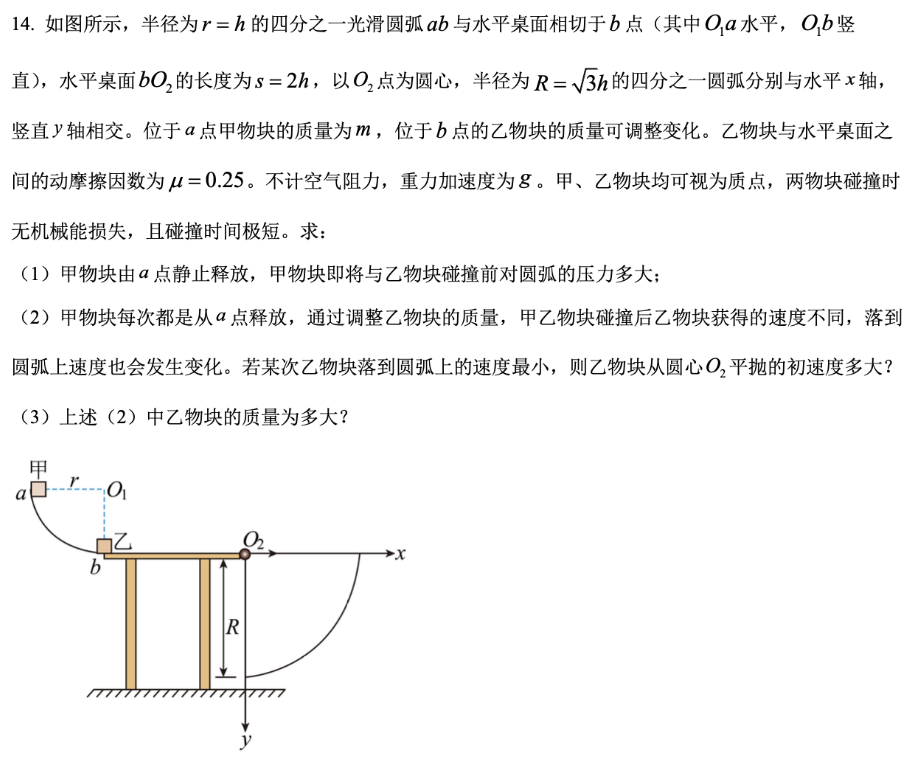 14. 如图所示，半径为 r = h 的四分之一光滑圆弧 ab 与水平桌面相切于 b 点（其中 O₁a 水平， O₁b 竖
直），水平桌面 bO₂ 的长度为 s = 2h ，以 O₂ 点为圆心，半径为 R = √3h 的四分之一圆弧分别与水平 x 轴，
竖直 y 轴相交。位于 a 点甲物块的质量为 m ，位于 b 点的乙物块的质量可调整变化。乙物块与水平桌面之
间的动摩擦因数为 μ = 0.25 。不计空气阻力，重力加速度为 g 。甲、乙物块均可视为质点，两物块碰撞时
无机械能损失，且碰撞时间极短。求：
（1）甲物块由 a 点静止释放，甲物块即将与乙物块碰撞前对圆弧的压力多大；
（2）甲物块每次都是从 a 点释放，通过调整乙物块的质量，甲乙物块碰撞后乙物块获得的速度不同，落到
圆弧上速度也会发生变化。若某次乙物块落到圆弧上的速度最小，则乙物块从圆心 O₂ 平抛的初速度多大？
（3）上述（2）中乙物块的质量为多大？
甲
a
r
O₁
乙
b
O₂
x
R
y